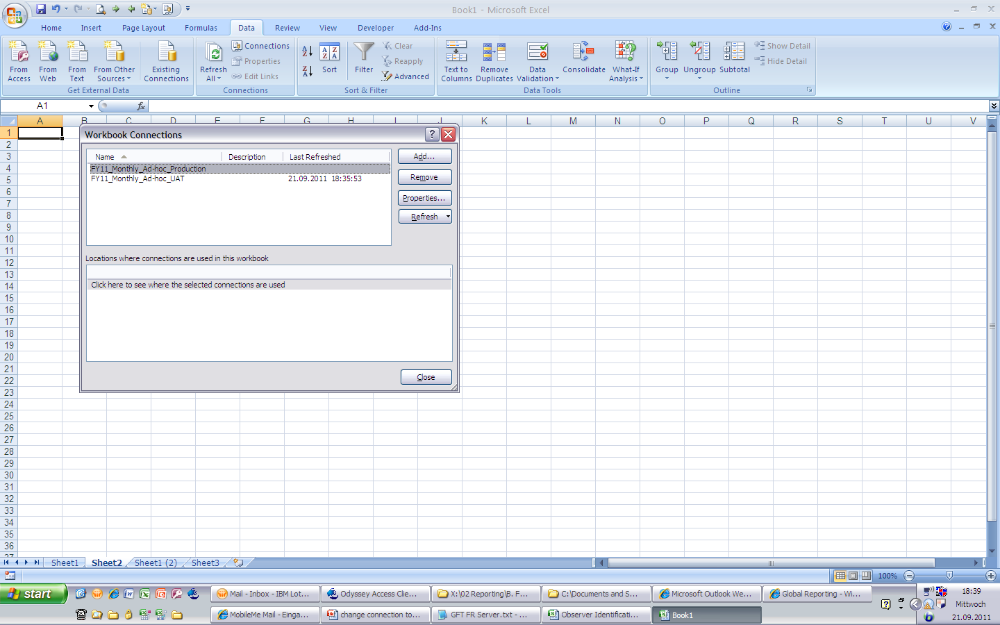 Book1 - Microsoft Excel
Home Insert Page Layout Formulas Data Review View Developer Add-Ins
From Access
From Web
From Text
From Other Sources
Existing Connections
Get External Data
Refresh All
Connections
Properties
Edit Links
Connections
Sort
Filter
Clear
Reapply
Advanced
Sort & Filter
Text to Columns
Remove Duplicates
Data Validation
Consolidate
What-If Analysis
Data Tools
Group
Ungroup
Subtotal
Show Detail
Hide Detail
Outline
A1
fx
A B C D E F G H I J K L M N O P Q R S T U V
1
2
3
4
5
6
7
8
9
10
11
12
13
14
15
16
17
18
19
20
21
22
23
24
25
26
27
28
29
30
31
32
33
34
35
36
37
Workbook Connections
Name Description Last Refreshed
FY11_Monthly_Ad-hoc_Production
FY11_Monthly_Ad-hoc_UAT 21.09.2011 18:35:53
Add...
Remove
Properties...
Refresh
Locations where connections are used in this workbook
Click here to see where the selected connections are used
Close
Sheet1 Sheet2 Sheet1 (2) Sheet3
100%
start
Mail - Inbox - IBM Lot...
Odyssey Access Clie...
X:\02 Reporting\B. F...
C:\Documents and S...
Microsoft Outlook We...
Global Reporting - Wi...
MobileMe Mail - Einga...
change connection to...
GFT FR Server.txt - ...
Observer Identificati...
Book1
18:39
Mittwoch
21.09.2011